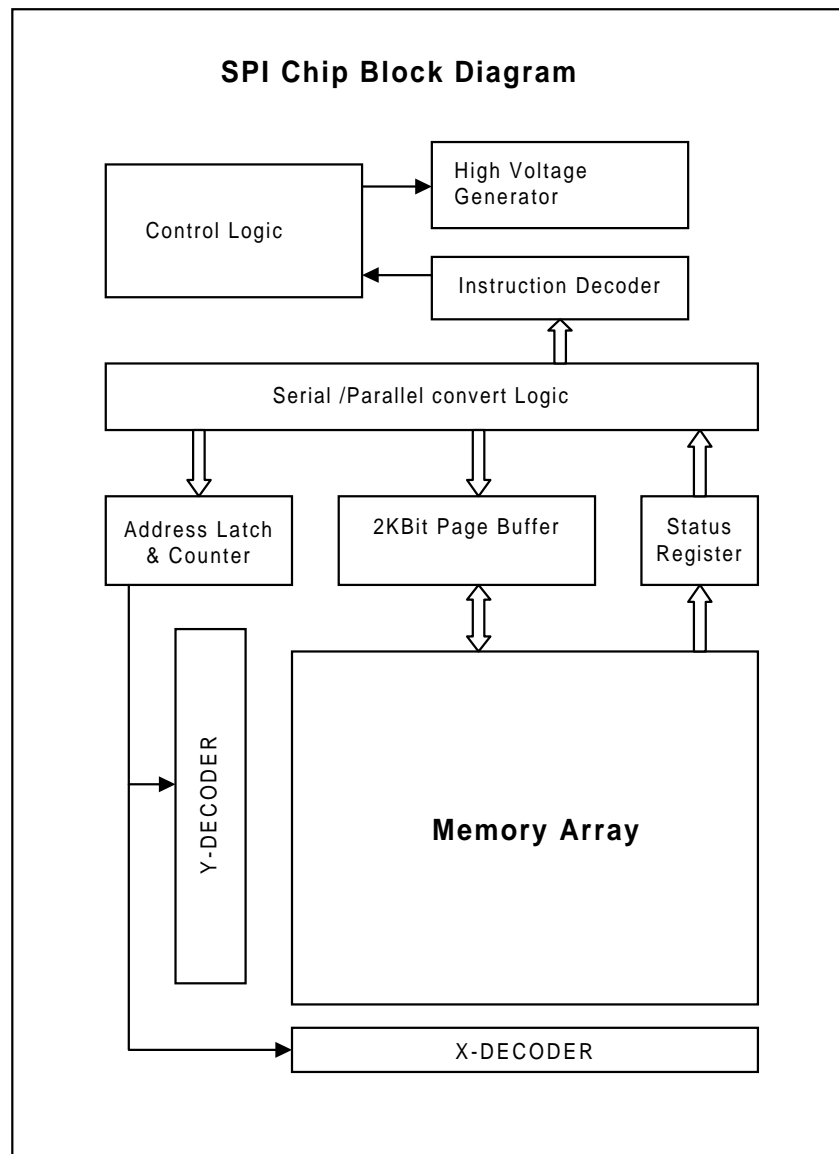 SPI Chip Block Diagram
High Voltage
Generator
Control Logic
Instruction Decoder
Serial /Parallel convert Logic
Address Latch
& Counter
2KBit Page Buffer
Status
Register
Y-DECODER
Memory Array
X-DECODER